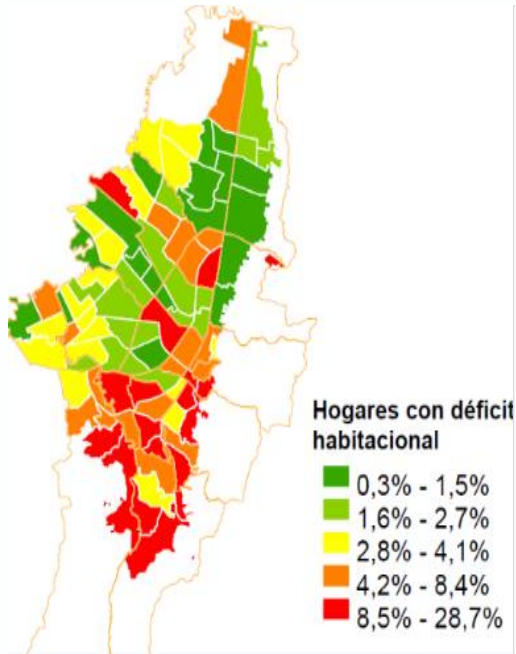 Hogares con déficit
habitacional
0,3% - 1,5%
1,6% - 2,7%
2,8% - 4,1%
4,2% - 8,4%
8,5% - 28,7%